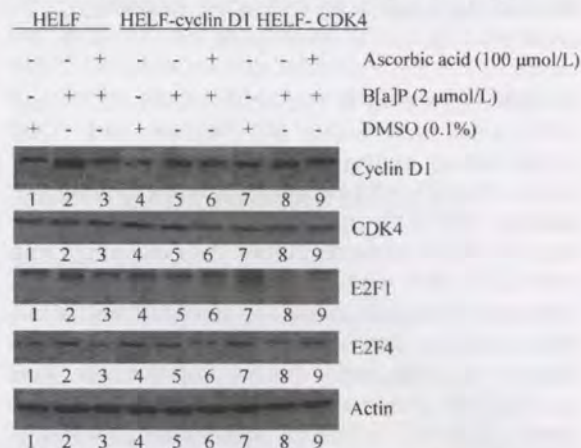 HELF HELF-cyclin D1 HELF- CDK4
- - + - - + - - + Ascorbic acid (100 μmol/L)
- + + - + + - + + B[a]P (2 μmol/L)
+ - - + - - + - - DMSO (0.1%)
Cyclin D1
1 2 3 4 5 6 7 8 9
CDK4
1 2 3 4 5 6 7 8 9
E2F1
1 2 3 4 5 6 7 8 9
E2F4
1 2 3 4 5 6 7 8 9
Actin
1 2 3 4 5 6 7 8 9